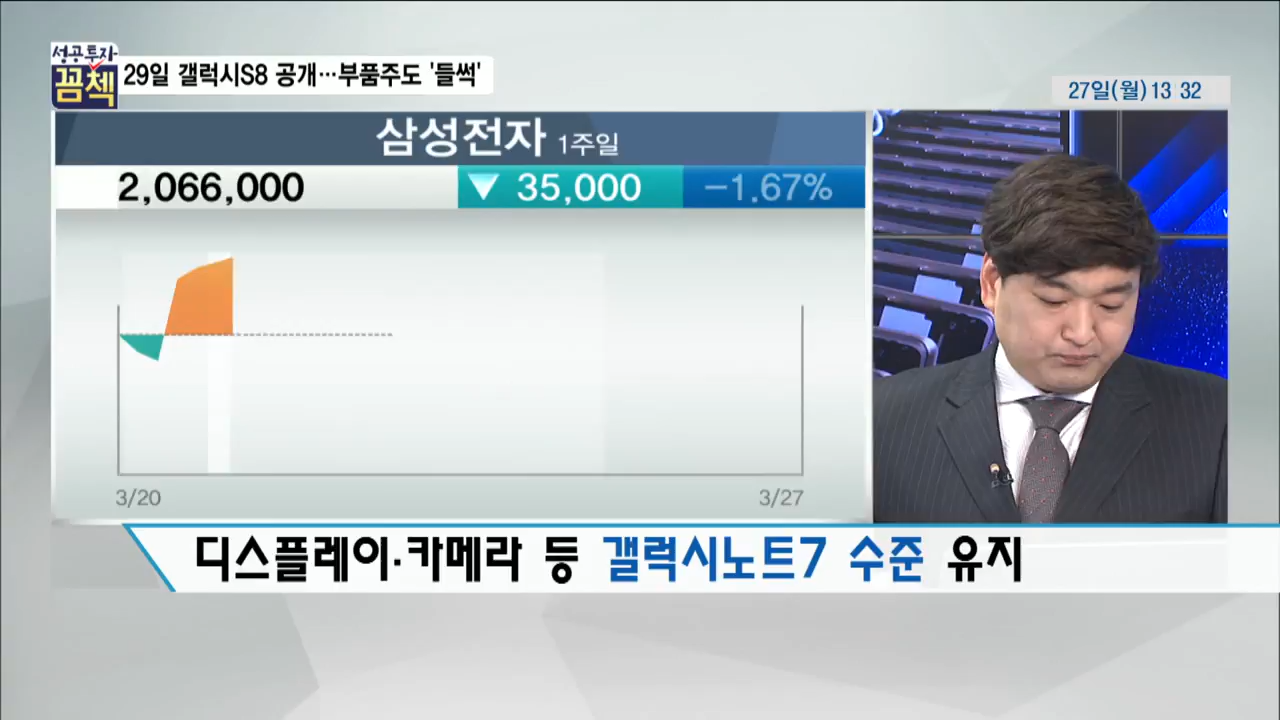 성공투자
꼼첵
29일 갤럭시S8 공개…부품주도 '들썩'
27일(월) 13 32
삼성전자 1주일
2,066,000 ▼ 35,000 -1.67%
3/20 3/27
디스플레이·카메라 등 갤럭시노트7 수준 유지